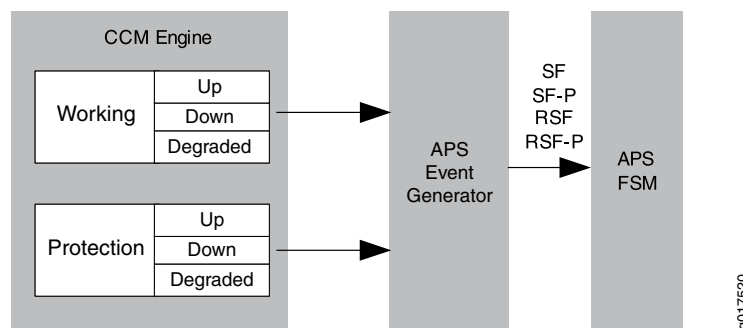 CCM Engine
Working
Up
Down
Degraded
Protection
Up
Down
Degraded
APS
Event
Generator
SF
SF-P
RSF
RSF-P
APS
FSM
g017530